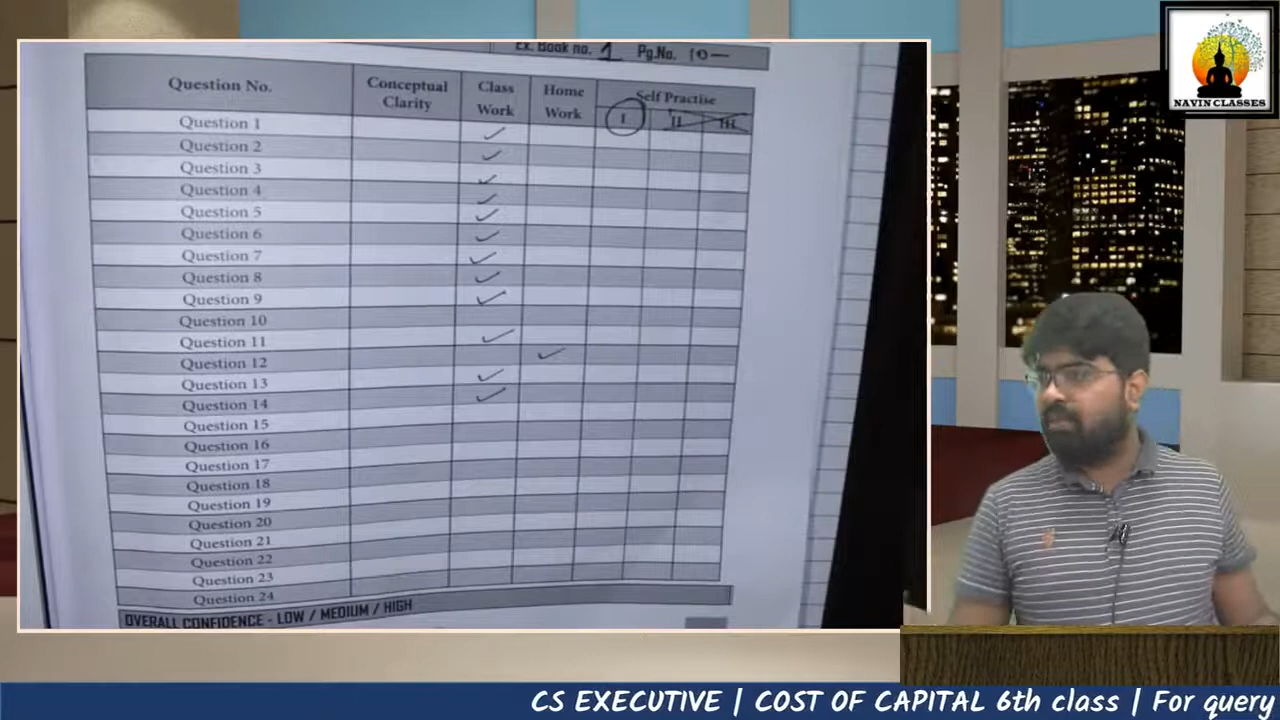 Ex. Book no. 1 Pg.No. 10—
Question No. Conceptual Clarity Class Work Home Work Self Practise
I II III
Question 1
Question 2
Question 3
Question 4
Question 5
Question 6
Question 7
Question 8
Question 9
Question 10
Question 11
Question 12
Question 13
Question 14
Question 15
Question 16
Question 17
Question 18
Question 19
Question 20
Question 21
Question 22
Question 23
Question 24
OVERALL CONFIDENCE - LOW / MEDIUM / HIGH
NAVIN CLASSES
CS EXECUTIVE | COST OF CAPITAL 6th class | For query